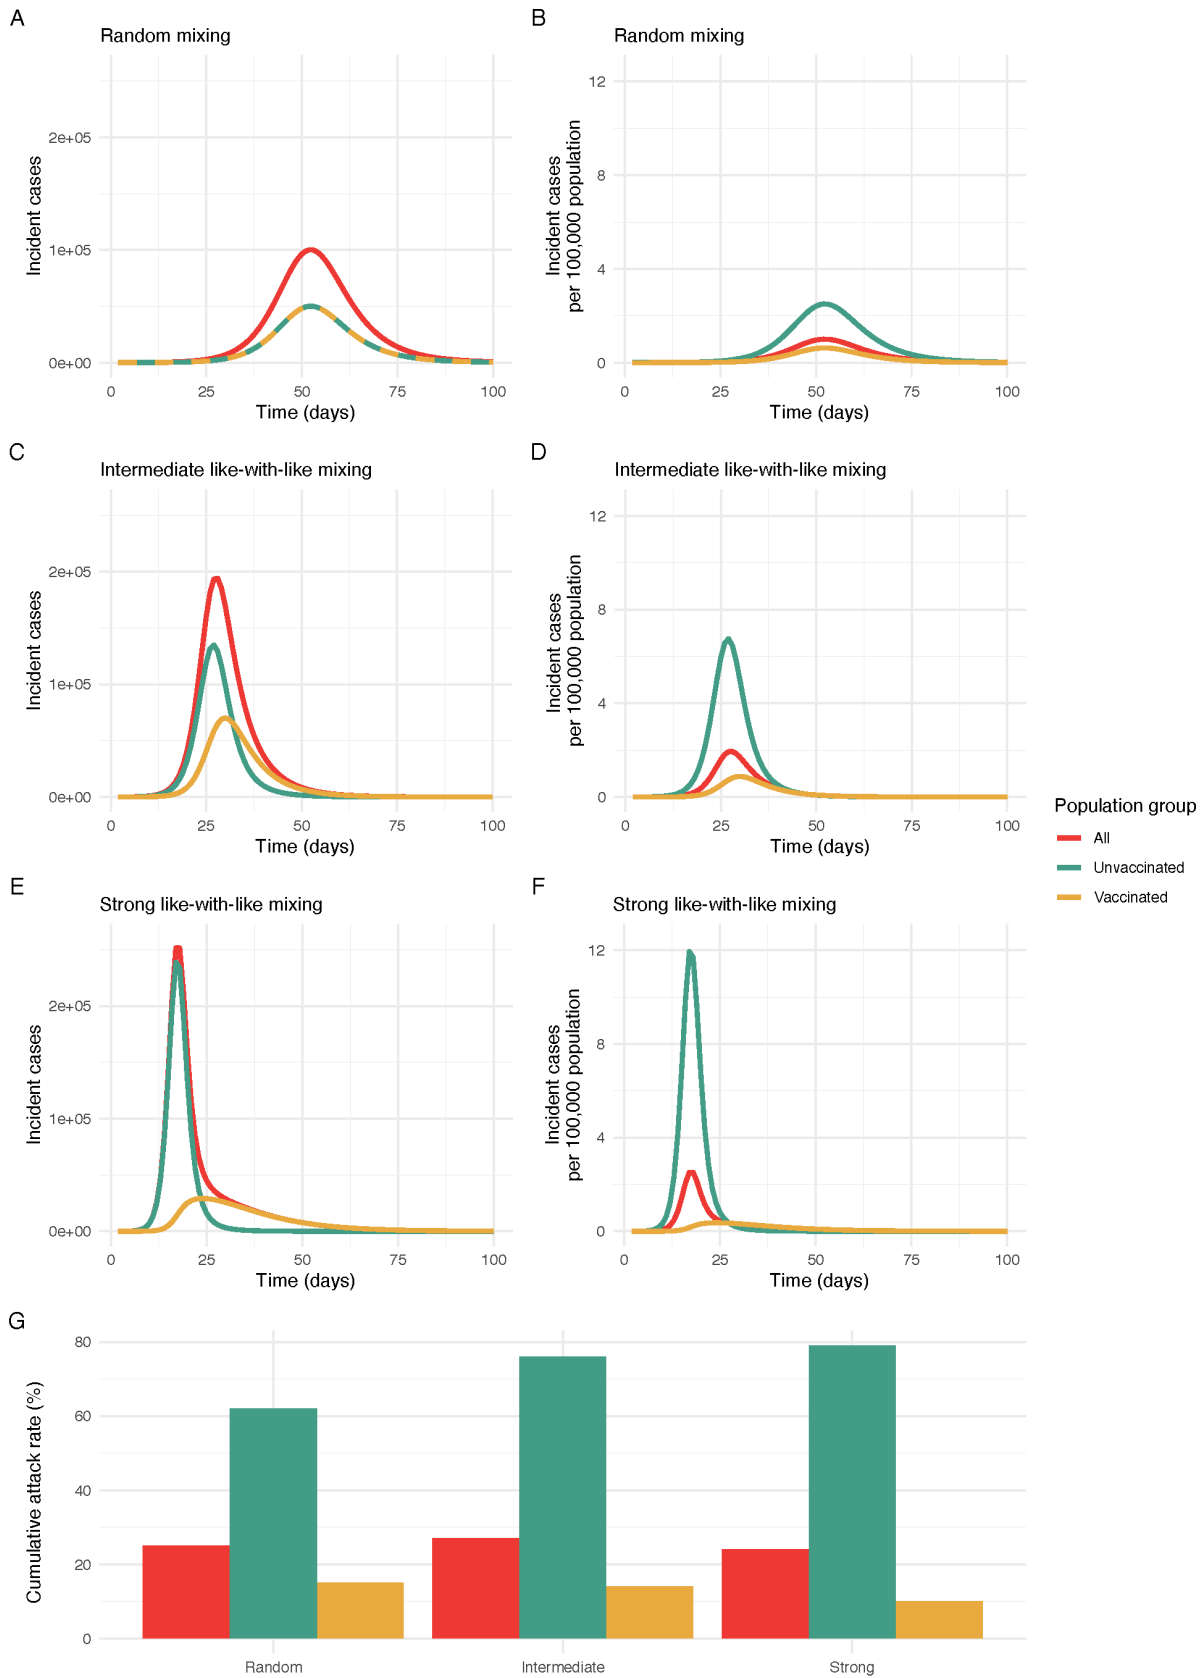 A
Random mixing
Incident cases
2e+05
1e+05
0e+00
0
25
50
75
100
Time (days)
B
Random mixing
Incident cases
per 100,000 population
12
8
4
0
0
25
50
75
100
Time (days)
C
Intermediate like-with-like mixing
Incident cases
2e+05
1e+05
0e+00
0
25
50
75
100
Time (days)
D
Intermediate like-with-like mixing
Incident cases
per 100,000 population
12
8
4
0
0
25
50
75
100
Time (days)
E
Strong like-with-like mixing
Incident cases
2e+05
1e+05
0e+00
0
25
50
75
100
Time (days)
F
Strong like-with-like mixing
Incident cases
per 100,000 population
12
8
4
0
0
25
50
75
100
Time (days)
Population group
All
Unvaccinated
Vaccinated
G
Cumulative attack rate (%)
80
60
40
20
0
Random
Intermediate
Strong